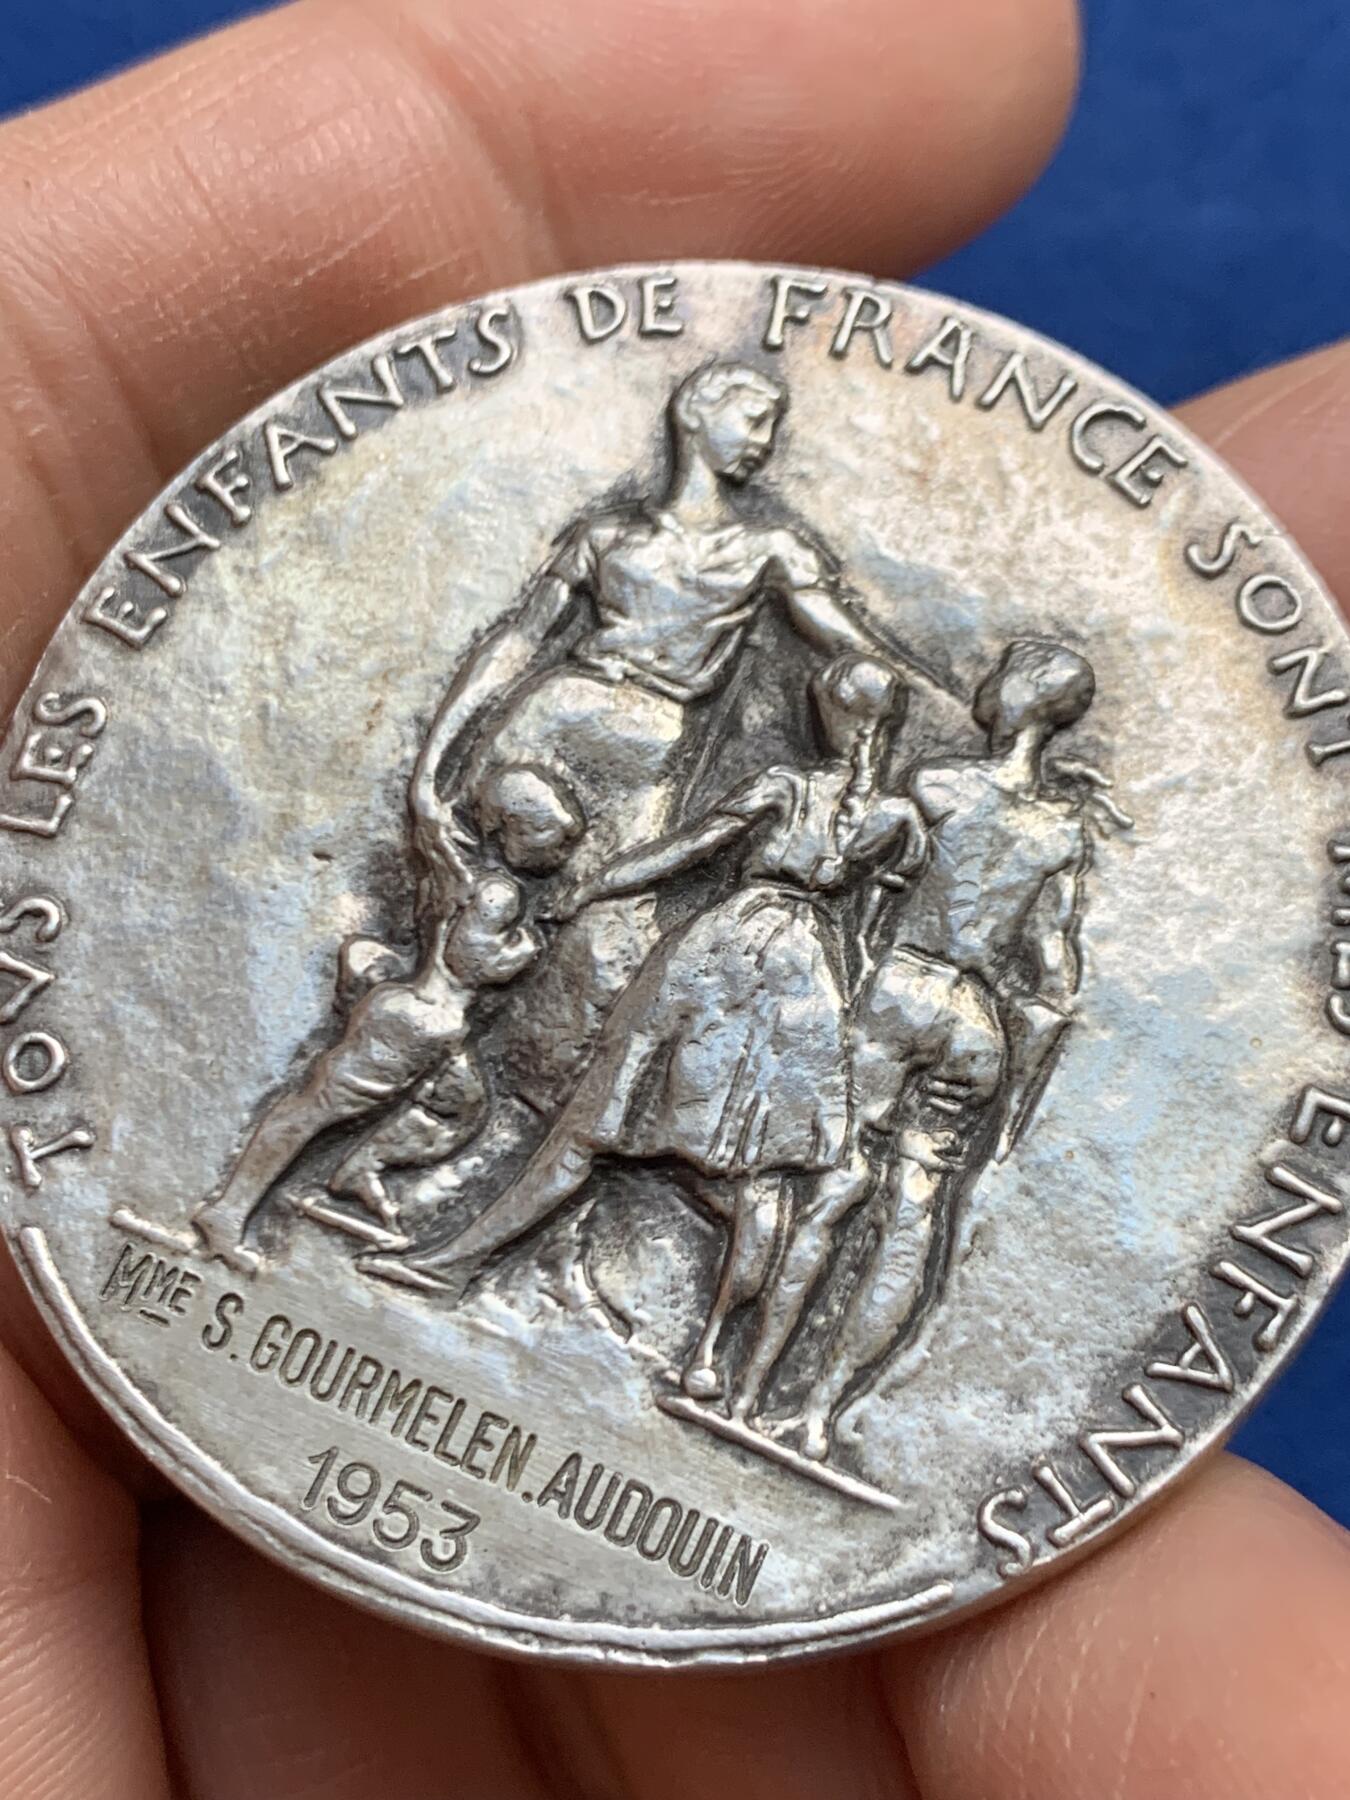 TOUS LES ENFANTS DE FRANCE SONT MES ENFANTS
MME S. GOURMELEN.AUDOUIN
1953